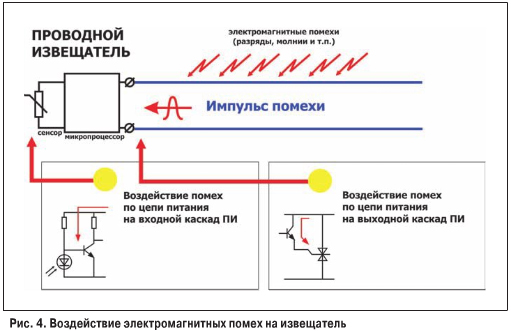 ПРОВОДНОЙ
ИЗВЕЩАТЕЛЬ
электромагнитные помехи
(разряды, молнии и т.п.)
Импульс помехи
сенсор
микропроцессор
Воздействие помех
по цепи питания
на входной каскад ПИ
Воздействие помех
по цепи питания
на выходной каскад ПИ
Рис. 4. Воздействие электромагнитных помех на извещатель